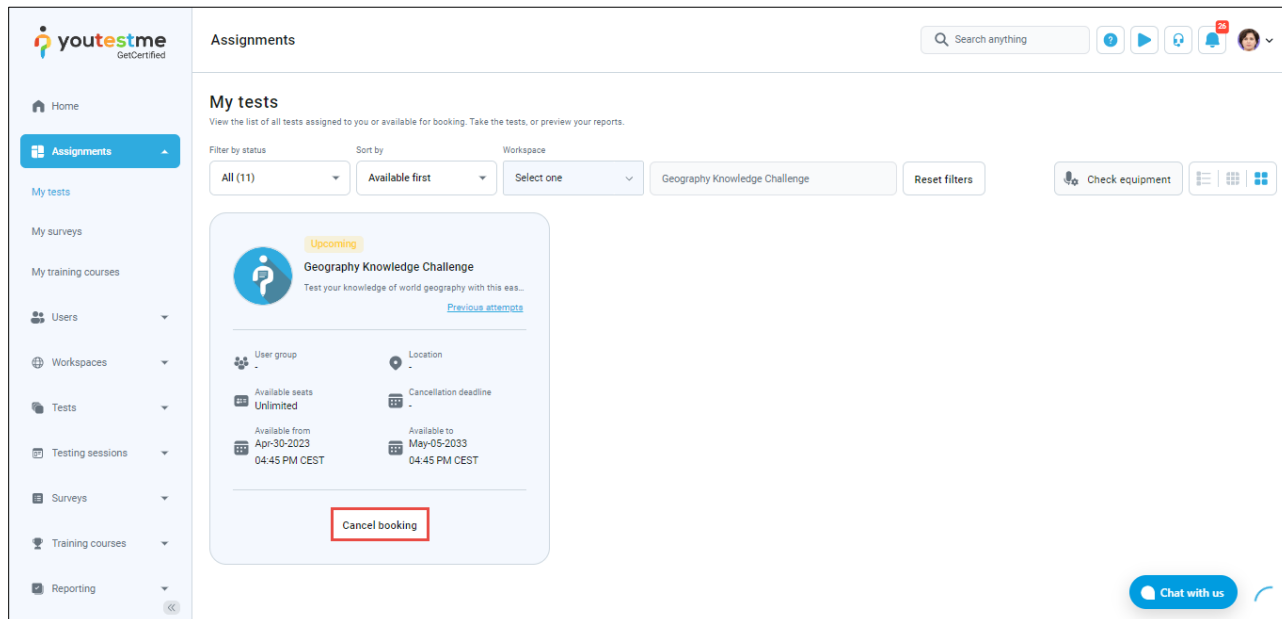 youtestme
GetCertified
Assignments
Search anything
?
26
Home
Assignments
My tests
My surveys
My training courses
Users
Workspaces
Tests
Testing sessions
Surveys
Training courses
Reporting
My tests
View the list of all tests assigned to you or available for booking. Take the tests, or preview your reports.
Filter by status
Sort by
Workspace
All (11)
Available first
Select one
Geography Knowledge Challenge
Reset filters
Check equipment
Upcoming
Geography Knowledge Challenge
Test your knowledge of world geography with this eas...
Previous attempts
User group
-
Location
-
Available seats
Unlimited
Cancellation deadline
-
Available from
Apr-30-2023
04:45 PM CEST
Available to
May-05-2033
04:45 PM CEST
Cancel booking
Chat with us